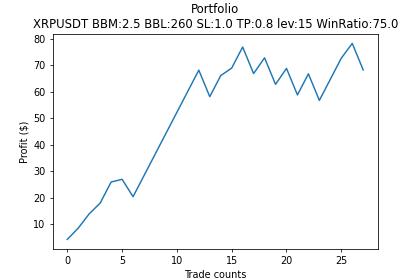 Portfolio
XRPUSDT BBM:2.5 BBL:260 SL:1.0 TP:0.8 lev:15 WinRatio:75.0
80
70
60
50
40
30
20
10
Profit ($)
0 5 10 15 20 25
Trade counts